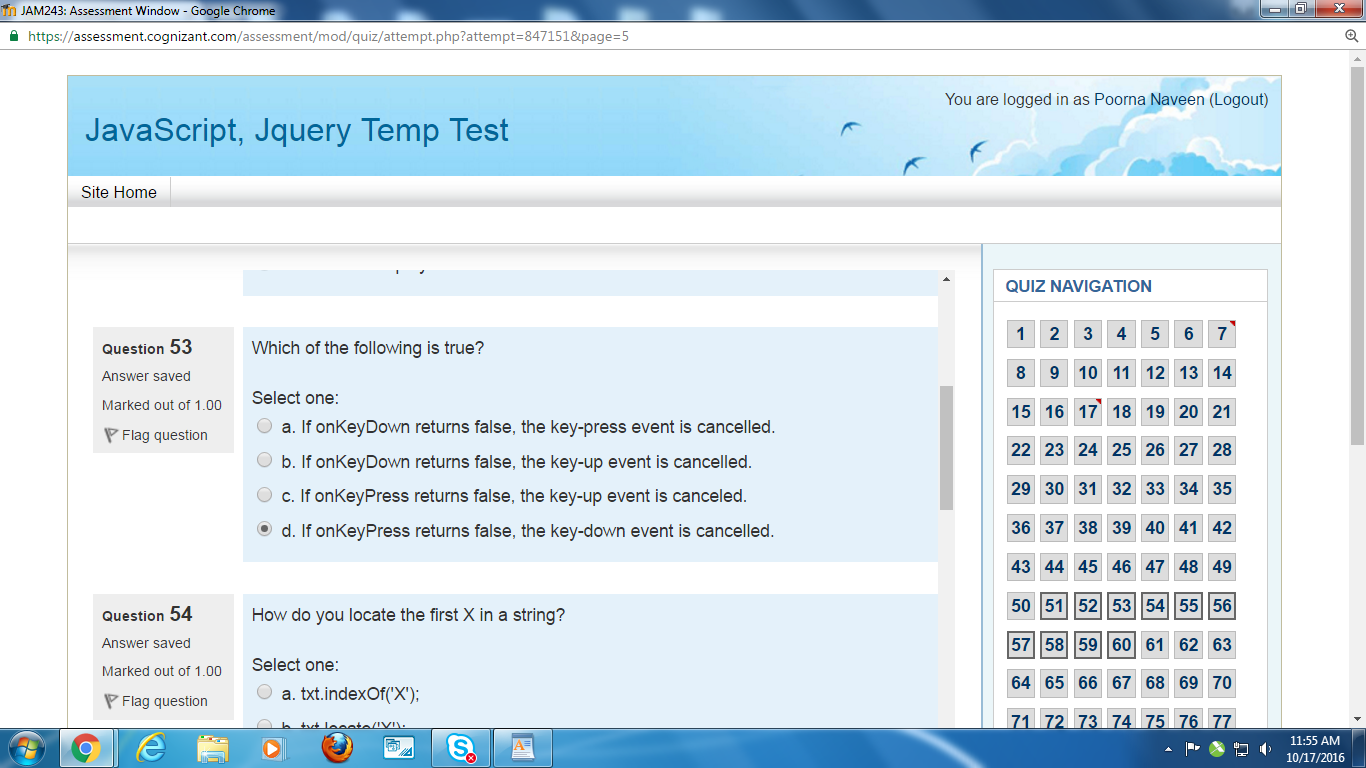 JAM243: Assessment Window - Google Chrome
https://assessment.cognizant.com/assessment/mod/quiz/attempt.php?attempt=847151&page=5
You are logged in as Poorna Naveen (Logout)
JavaScript, Jquery Temp Test
Site Home
QUIZ NAVIGATION
Question 53
Answer saved
Marked out of 1.00
Flag question
Which of the following is true?
Select one:
a. If onKeyDown returns false, the key-press event is cancelled.
b. If onKeyDown returns false, the key-up event is cancelled.
c. If onKeyPress returns false, the key-up event is canceled.
d. If onKeyPress returns false, the key-down event is cancelled.
Question 54
Answer saved
Marked out of 1.00
Flag question
How do you locate the first X in a string?
Select one:
a. txt.indexOf('X');
b. txt.locate('X');
1 2 3 4 5 6 7
8 9 10 11 12 13 14
15 16 17 18 19 20 21
22 23 24 25 26 27 28
29 30 31 32 33 34 35
36 37 38 39 40 41 42
43 44 45 46 47 48 49
50 51 52 53 54 55 56
57 58 59 60 61 62 63
64 65 66 67 68 69 70
71 72 73 74 75 76 77
11:55 AM
10/17/2016